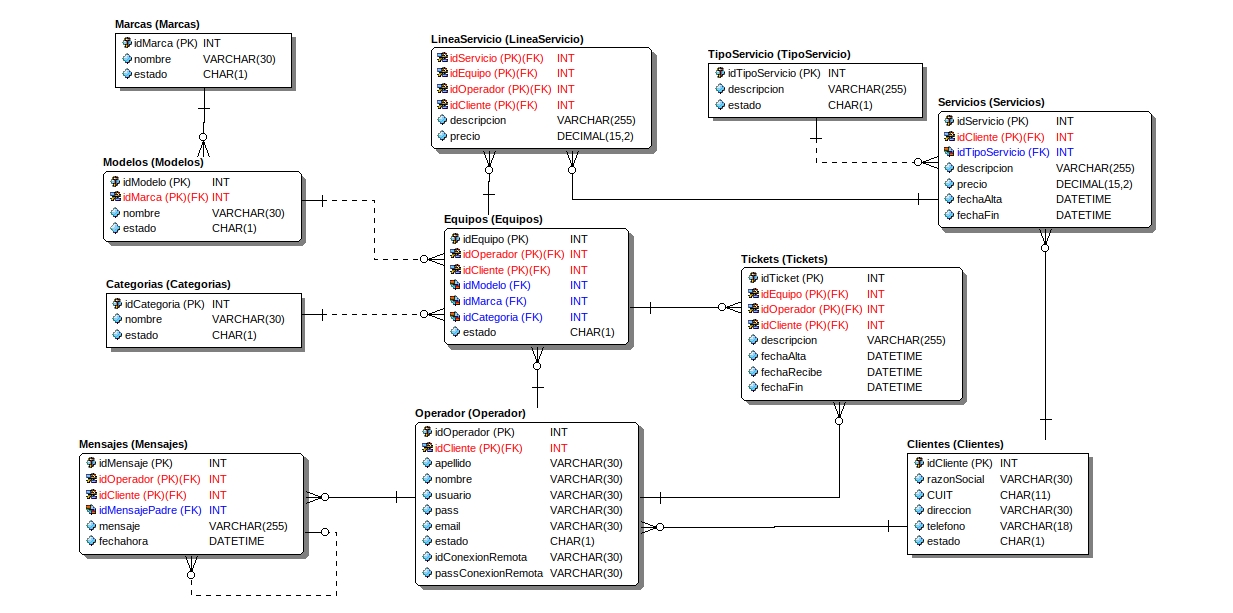 Marcas (Marcas)
idMarca (PK) INT
nombre VARCHAR(30)
estado CHAR(1)
LineaServicio (LineaServicio)
idServicio (PK)(FK) INT
idEquipo (PK)(FK) INT
idOperador (PK)(FK) INT
idCliente (PK)(FK) INT
descripcion VARCHAR(255)
precio DECIMAL(15,2)
TipoServicio (TipoServicio)
idTipoServicio (PK) INT
descripcion VARCHAR(255)
estado CHAR(1)
Servicios (Servicios)
idServicio (PK) INT
idCliente (PK)(FK) INT
idTipoServicio (FK) INT
descripcion VARCHAR(255)
precio DECIMAL(15,2)
fechaAlta DATETIME
fechaFin DATETIME
Modelos (Modelos)
idModelo (PK) INT
idMarca (PK)(FK) INT
nombre VARCHAR(30)
estado CHAR(1)
Equipos (Equipos)
idEquipo (PK) INT
idOperador (PK)(FK) INT
idCliente (PK)(FK) INT
idModelo (FK) INT
idMarca (FK) INT
idCategoria (FK) INT
estado CHAR(1)
Tickets (Tickets)
idTicket (PK) INT
idEquipo (PK)(FK) INT
idOperador (PK)(FK) INT
idCliente (PK)(FK) INT
descripcion VARCHAR(255)
fechaAlta DATETIME
fechaRecibe DATETIME
fechaFin DATETIME
Categorias (Categorias)
idCategoria (PK) INT
nombre VARCHAR(30)
estado CHAR(1)
Operador (Operador)
idOperador (PK) INT
idCliente (PK)(FK) INT
apellido VARCHAR(30)
nombre VARCHAR(30)
usuario VARCHAR(30)
pass VARCHAR(30)
email VARCHAR(30)
estado CHAR(1)
idConexionRemota VARCHAR(30)
passConexionRemota VARCHAR(30)
Mensajes (Mensajes)
idMensaje (PK) INT
idOperador (PK)(FK) INT
idCliente (PK)(FK) INT
idMensajePadre (FK) INT
mensaje VARCHAR(255)
fechahora DATETIME
Clientes (Clientes)
idCliente (PK) INT
razonSocial VARCHAR(30)
CUIT CHAR(11)
direccion VARCHAR(30)
telefono VARCHAR(18)
estado CHAR(1)